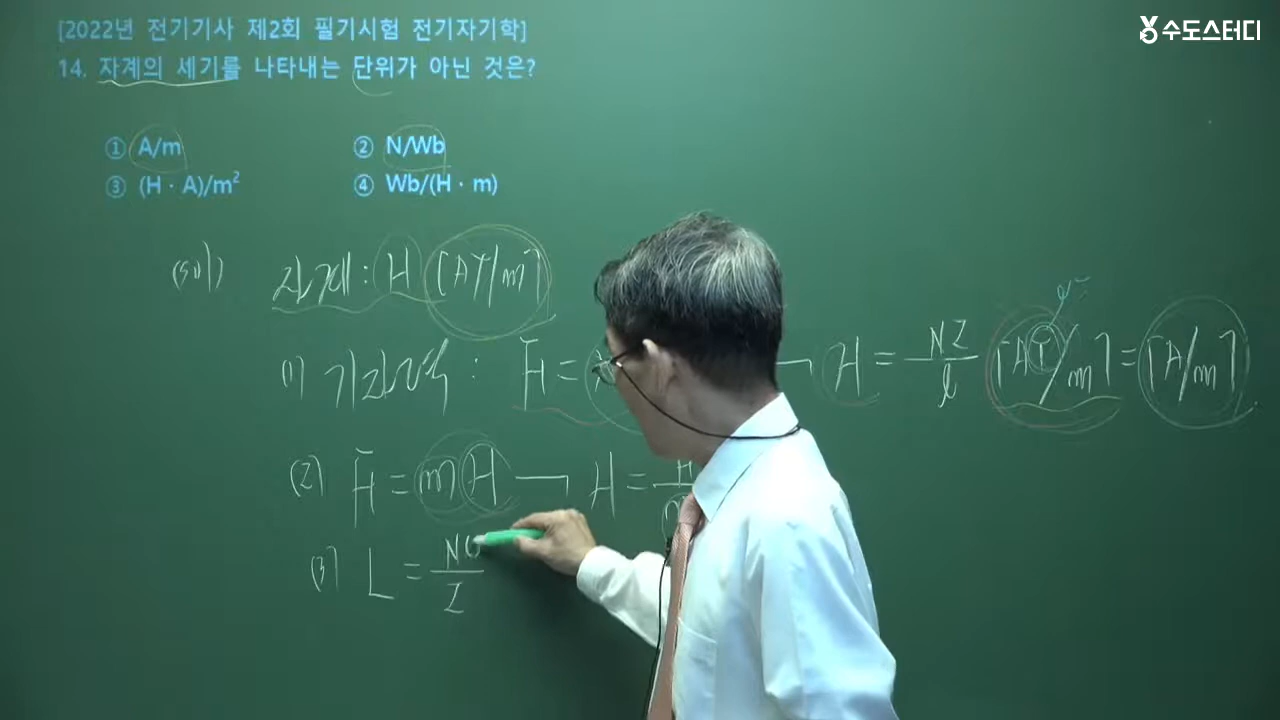 [2022년 전기기사 제2회 필기시험 전기자기학]
수도스터디
14. 자계의 세기를 나타내는 단위가 아닌 것은?
① A/m ② N/Wb
③ (H · A)/m² ④ Wb/(H · m)
자계 : H [AT/m]
(1) 기자력 : F = H = NI/l [AT/m] = [A/m]
(2) F = mH → H =
(3) L = N / I